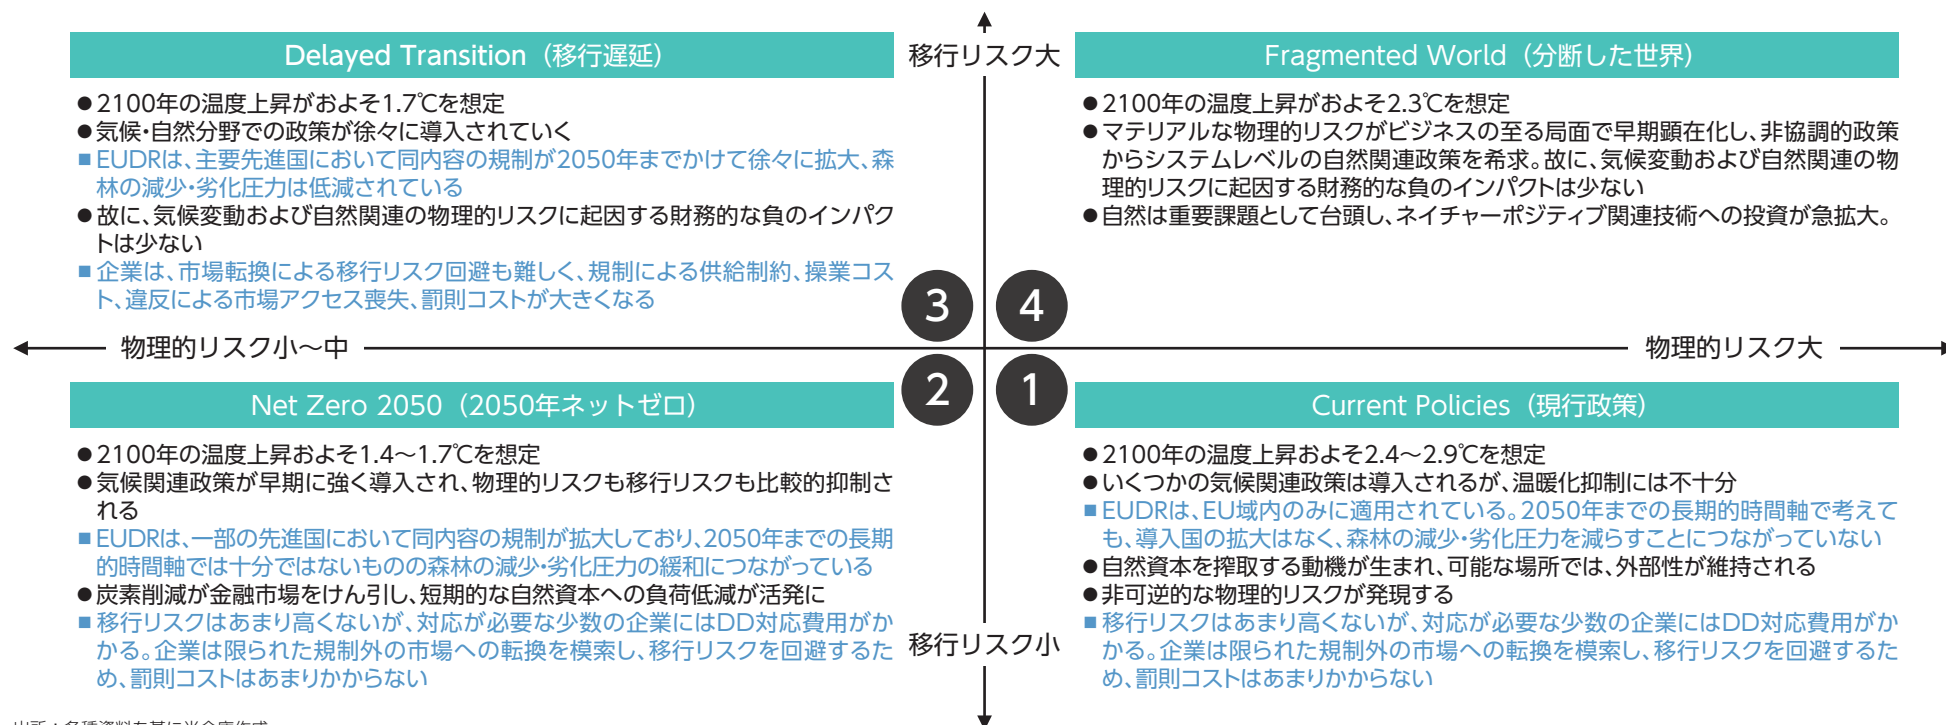 移行リスク大
Delayed Transition（移行遅延）
●2100年の温度上昇がおよそ1.7℃を想定
●気候・自然分野での政策が徐々に導入されていく
■EUDRは、主要先進国において同内容の規制が2050年までかけて徐々に拡大、森
林の減少・劣化圧力は低減されている
●故に、気候変動および自然関連の物理的リスクに起因する財務的な負のインパク
トは少ない
■企業は、市場転換による移行リスク回避も難しく、規制による供給制約、操業コス
ト、違反による市場アクセス喪失、罰則コストが大きくなる
Fragmented World（分断した世界）
●2100年の温度上昇がおよそ2.3℃を想定
●マテリアルな物理的リスクがビジネスの至る局面で早期顕在化し、非協調的政策
からシステムレベルの自然関連政策を希求。故に、気候変動および自然関連の物
理的リスクに起因する財務的な負のインパクトは少ない
●自然は重要課題として台頭し、ネイチャーポジティブ関連技術への投資が急拡大。
3
4
物理的リスク小～中
物理的リスク大
2
1
Net Zero 2050（2050年ネットゼロ）
●2100年の温度上昇およそ1.4～1.7℃を想定
●気候関連政策が早期に強く導入され、物理的リスクも移行リスクも比較的抑制さ
れる
■EUDRは、一部の先進国において同内容の規制が拡大しており、2050年までの長期
的時間軸では十分ではないものの森林の減少・劣化圧力の緩和につながっている
●炭素削減が金融市場をけん引し、短期的な自然資本への負荷低減が活発に
■移行リスクはあまり高くないが、対応が必要な少数の企業にはDD対応費用がか
かる。企業は限られた規制外の市場への転換を模索し、移行リスクを回避するた
め、罰則コストはあまりかからない
Current Policies（現行政策）
●2100年の温度上昇およそ2.4～2.9℃を想定
●いくつかの気候関連政策は導入されるが、温暖化抑制には不十分
■EUDRは、EU域内のみに適用されている。2050年までの長期的時間軸で考えて
も、導入国の拡大はなく、森林の減少・劣化圧力を減らすことにつながっていない
●自然資本を搾取する動機が生まれ、可能な場所では、外部性が維持される
●非可逆的な物理的リスクが発現する
■移行リスクはあまり高くないが、対応が必要な少数の企業にはDD対応費用がか
かる。企業は限られた規制外の市場への転換を模索し、移行リスクを回避するた
め、罰則コストはあまりかからない
移行リスク小
出所：各種資料を基に当金庫作成